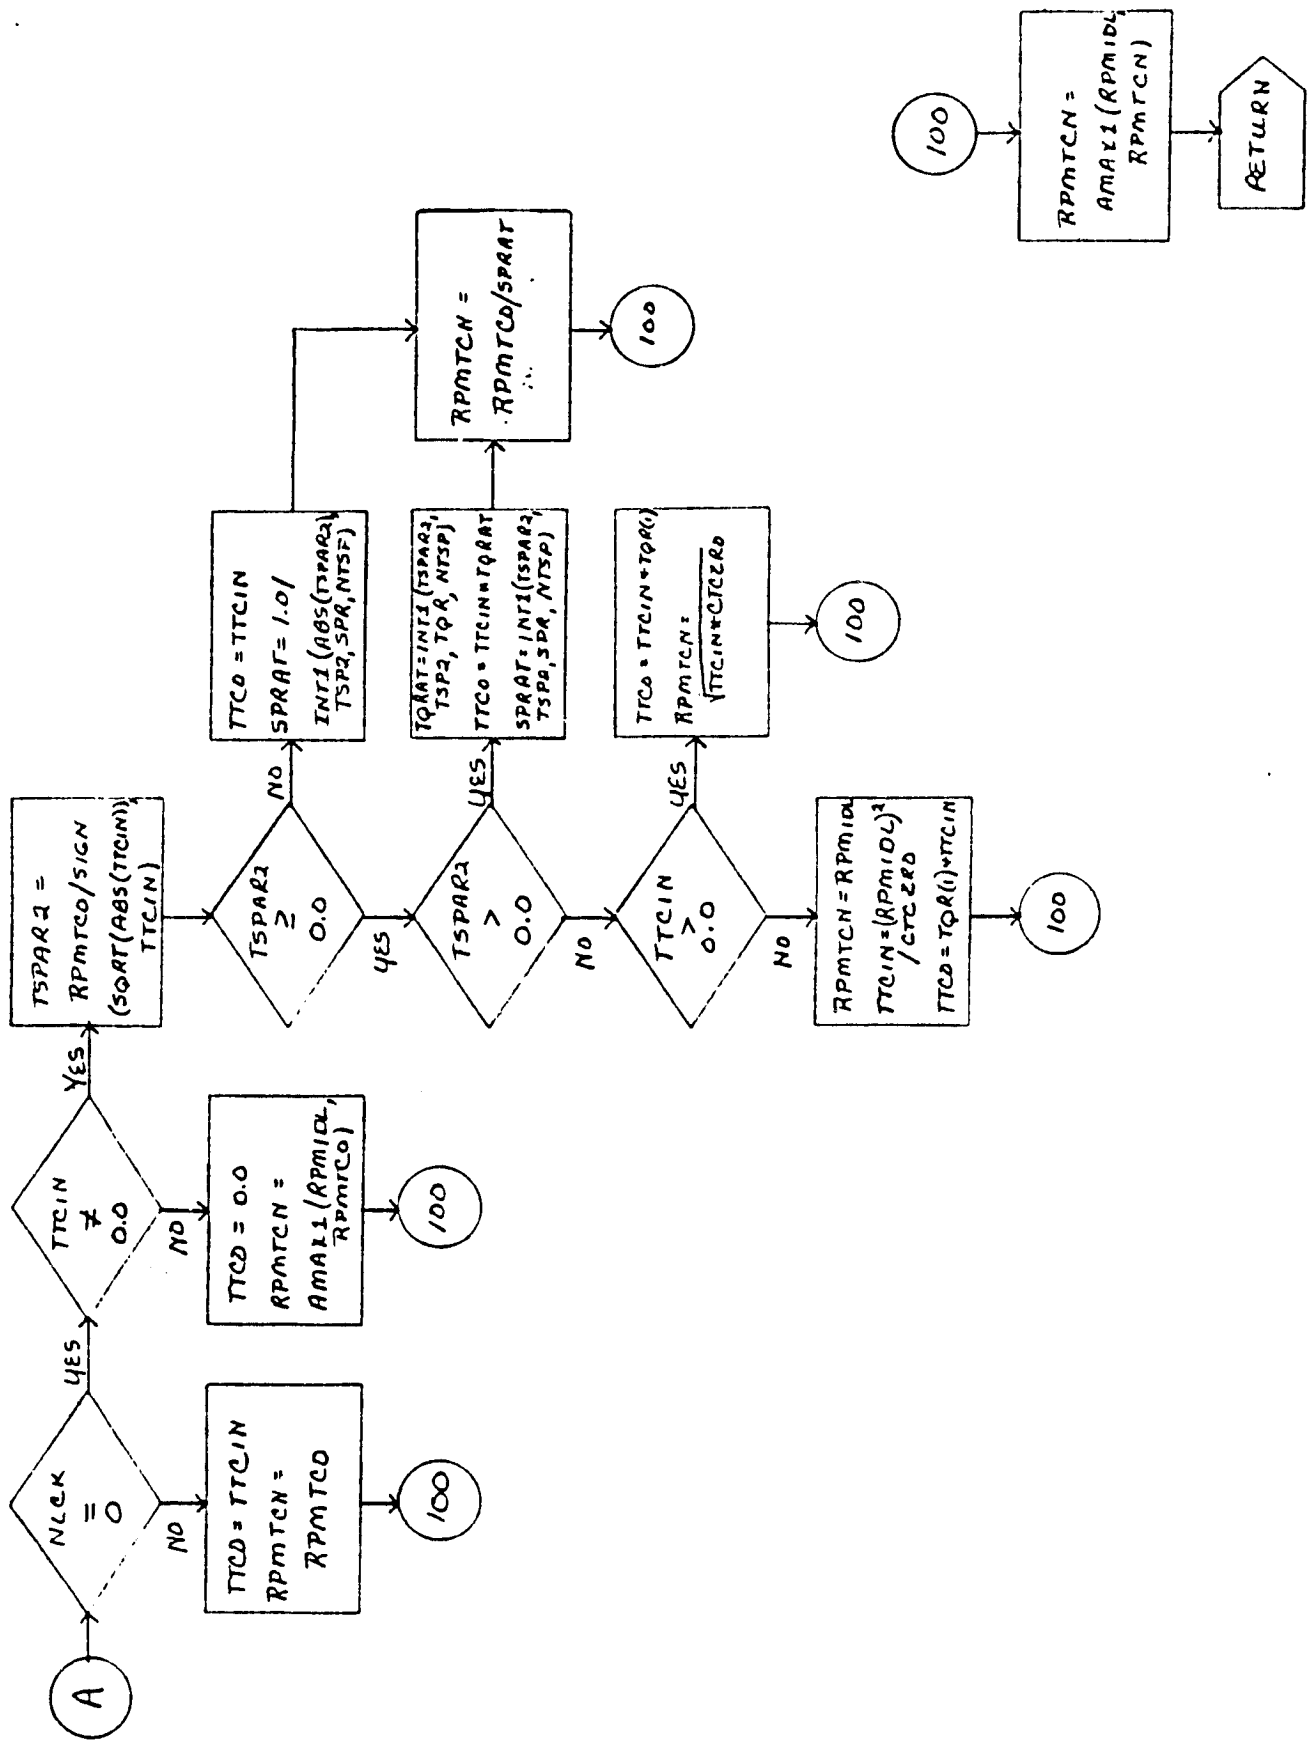 A
NLCK
=
0
YES
NO
TTCO = TTCIN
RPMTCN =
RPMTCO
100
TTCIN
≠
0.0
YES
NO
TTCO = 0.0
RPMTCN =
AMAX1(RPMIDL,
RPMTCO)
100
TSPAR2 =
RPMTCO/SIGN
(SQRT(ABS(TTCIN)),
TTCIN)
TSPAR2
≥
0.0
NO
YES
TTCO = TTCIN
SPRAT = 1.0/
INT1(ABS(TSPAR2),
TSP2, SPR, NTSF)
TSPAR2
>
0.0
YES
NO
TQRAT=INT1(TSPAR2,
TSP2, TQR, NTSP)
TTCO = TTCIN*TQRAT
SPRAT=INT1(TSPAR2,
TSP2, SPR, NTSP)
RPMTCN =
RPMTCO/SPRAT
100
TTCIN
>
0.0
YES
NO
TTCO = TTCIN*TQR(1)
RPMTCN=
√TTCIN*CTCZRO
100
RPMTCN=RPMIDL
TTCIN=(RPMIDL)²
/CTCZRO
TTCO=TQR(1)*TTCIN
100
100
RPMTCN =
AMAX1(RPMIDL,
RPMTCN)
RETURN